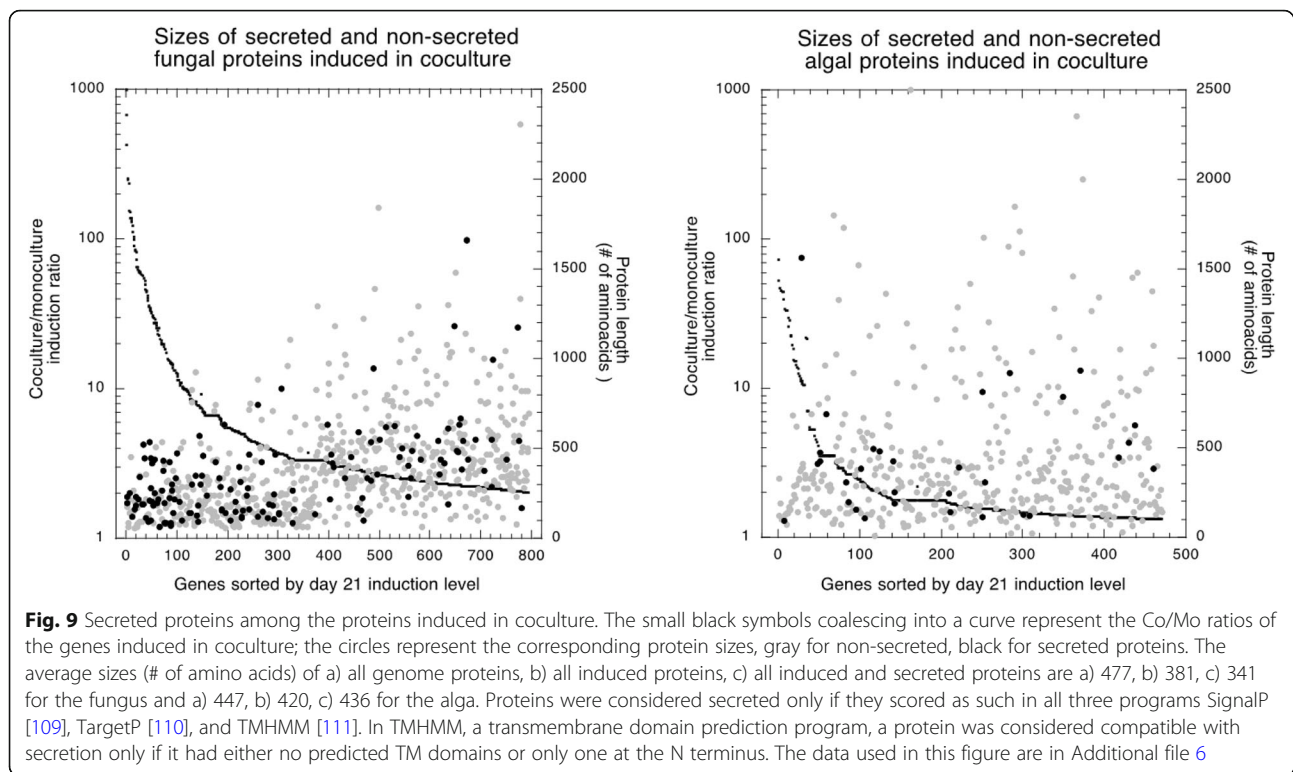 Sizes of secreted and non-secreted
fungal proteins induced in coculture
1000
100
10
1
2500
2000
1500
1000
500
0
0 100 200 300 400 500 600 700 800
Coculture/monoculture
induction ratio
Protein length
(# of aminoacids )
Genes sorted by day 21 induction level
Sizes of secreted and non-secreted
algal proteins induced in coculture
1000
100
10
1
2500
2000
1500
1000
500
0
0 100 200 300 400 500
Coculture/monoculture
induction ratio
Protein length
(# of aminoacids)
Genes sorted by day 21 induction level
Fig. 9 Secreted proteins among the proteins induced in coculture. The small black symbols coalescing into a curve represent the Co/Mo ratios of
the genes induced in coculture; the circles represent the corresponding protein sizes, gray for non-secreted, black for secreted proteins. The
average sizes (# of amino acids) of a) all genome proteins, b) all induced proteins, c) all induced and secreted proteins are a) 477, b) 381, c) 341
for the fungus and a) 447, b) 420, c) 436 for the alga. Proteins were considered secreted only if they scored as such in all three programs SignalP
[109], TargetP [110], and TMHMM [111]. In TMHMM, a transmembrane domain prediction program, a protein was considered compatible with
secretion only if it had either no predicted TM domains or only one at the N terminus. The data used in this figure are in Additional file 6